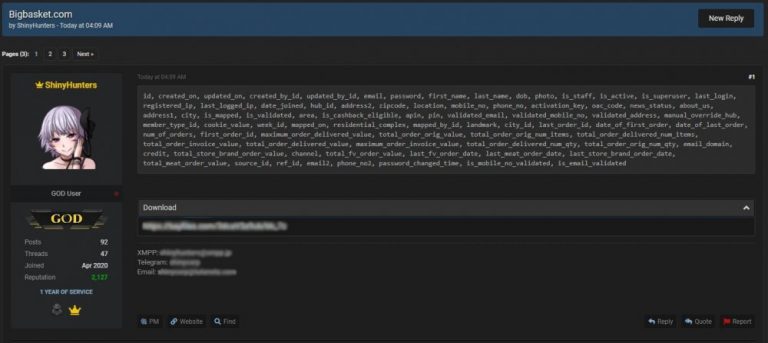 Bigbasket.com
by ShinyHunters - Today at 04:09 AM
New Reply
Pages (3): 1 2 3 Next »
ShinyHunters
GOD User
GOD
Posts 92
Threads 47
Joined Apr 2020
Reputation 2,127
1 YEAR OF SERVICE
Today at 04:09 AM
#1
id, created_on, updated_on, created_by_id, updated_by_id, email, password, first_name, last_name, dob, photo, is_staff, is_active, is_superuser, last_login,
registered_ip, last_logged_ip, date_joined, hub_id, address2, zipcode, location, mobile_no, phone_no, activation_key, oac_code, news_status, about_us,
address1, city, is_mapped, is_validated, area, is_cashback_eligible, apin, pin, validated_email, validated_mobile_no, validated_address, manual_override_hub,
member_type_id, cookie_value, week_id, mapped_on, residential_complex, mapped_by_id, landmark, city_id, last_order_id, date_of_first_order, date_of_last_order,
num_of_orders, first_order_id, maximum_order_delivered_value, total_order_orig_value, total_order_orig_num_items, total_order_delivered_num_items,
total_order_invoice_value, total_order_delivered_value, maximum_order_invoice_value, total_order_delivered_num_qty, total_order_orig_num_qty, email_domain,
credit, total_store_brand_order_value, channel, total_fv_order_value, last_fv_order_date, last_meat_order_date, last_store_brand_order_date,
total_meat_order_value, source_id, ref_id, email2, phone_no2, password_changed_time, is_mobile_no_validated, is_email_validated
Download
XMPP:
Telegram:
Email:
PM Website Find
Reply Quote Report